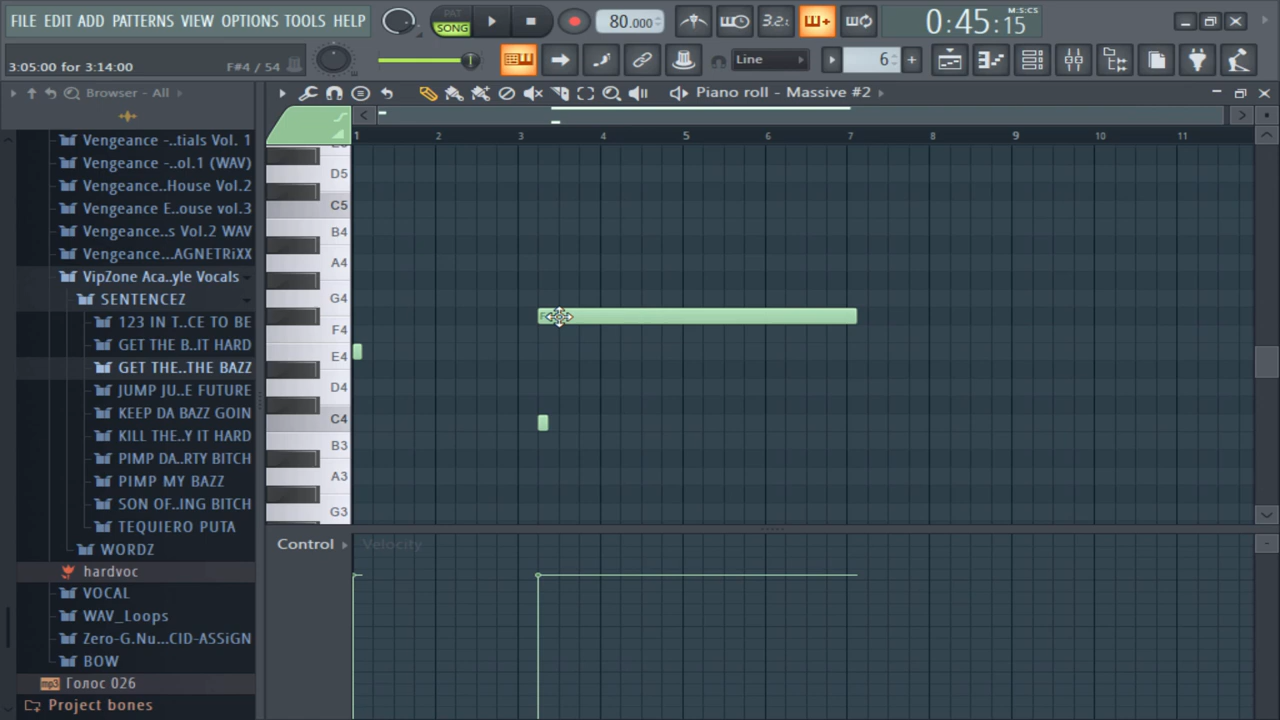 FILE EDIT ADD PATTERNS VIEW OPTIONS TOOLS HELP
PAT
SONG
80.000
3.2:
0:45:15
M:S:CS
3:05:00 for 3:14:00
F#4 / 54
Line
6
Browser - All
Piano roll - Massive #2
1 2 3 4 5 6 7 8 9 10 11
Vengeance -..tials Vol. 1
Vengeance -..ol.1 (WAV)
Vengeance ..House Vol.2
Vengeance E..ouse vol.3
Vengeance..s Vol.2 WAV
Vengeance...AGNETRiXX
VipZone Aca..yle Vocals
SENTENCEZ
123 IN T..CE TO BE
GET THE B..IT HARD
GET THE..THE BAZZ
JUMP JU..E FUTURE
KEEP DA BAZZ GOIN
KILL THE..Y IT HARD
PIMP DA..RTY BITCH
PIMP MY BAZZ
SON OF..ING BITCH
TEQUIERO PUTA
WORDZ
hardvoc
VOCAL
WAV_Loops
Zero-G.Nu...CID-ASSiGN
BOW
Голос 026
Project bones
D5
C5
B4
A4
G4
F4
E4
D4
C4
B3
A3
G3
Control
Velocity